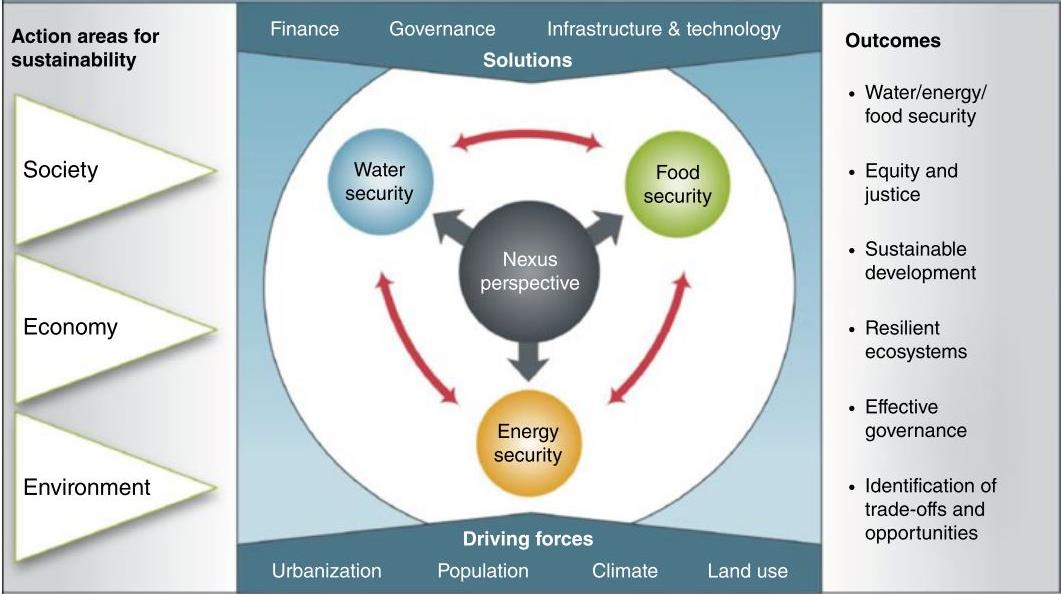 Action areas for
sustainability
Society
Economy
Environment
Finance Governance Infrastructure & technology
Solutions
Water
security
Food
security
Nexus
perspective
Energy
security
Driving forces
Urbanization Population Climate Land use
Outcomes
• Water/energy/
food security
• Equity and
justice
• Sustainable
development
• Resilient
ecosystems
• Effective
governance
• Identification of
trade-offs and
opportunities